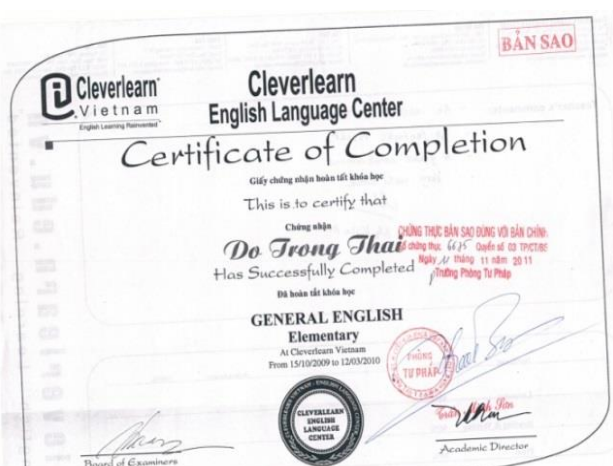 BẢN SAO
Cleverlearn
Vietnam
English Learning Reinvented
Cleverlearn
English Language Center
Certificate of Completion
Giấy chứng nhận hoàn tất khóa học
This is to certify that
Chứng nhận
Do Trong Thai
CHỨNG THỰC BẢN SAO ĐÚNG VỚI BẢN CHÍNH
Số chứng thực 6675 Quyển số 02 TP/CT/BS
Ngày 11 tháng 11 năm 2011
Trưởng Phòng Tư Pháp
Has Successfully Completed
Đã hoàn tất khóa học
GENERAL ENGLISH
Elementary
At Cleverlearn Vietnam
From 15/10/2009 to 12/03/2010
PHÒNG
TƯ PHÁP
CLEVERLEARN
ENGLISH
LANGUAGE
CENTER
Board of Examiners
Academic Director